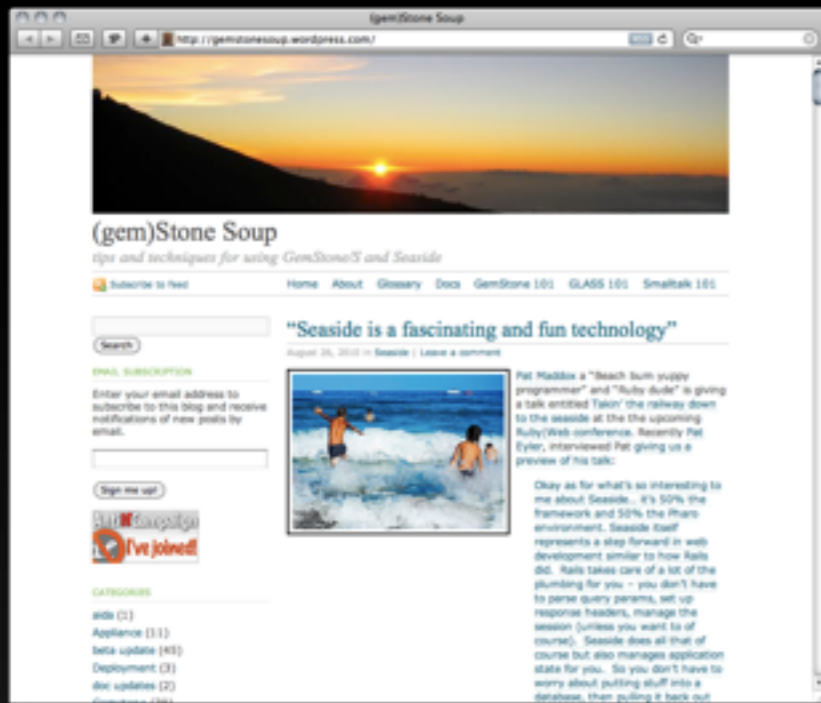 (gem)Stone Soup
http://gemstonesoup.wordpress.com/
(gem)Stone Soup
tips and techniques for using GemStone/S and Seaside
Subscribe to feed
Home About Glossary Docs GemStone 101 GLASS 101 Smalltalk 101
Search
EMAIL SUBSCRIPTION
Enter your email address to
subscribe to this blog and receive
notifications of new posts by
email.
Sign me up!
Campaign
I've joined!
CATEGORIES
aida (1)
Appliance (11)
beta update (45)
Deployment (3)
doc updates (2)
“Seaside is a fascinating and fun technology”
August 26, 2010 in Seaside | Leave a comment
Pat Maddox a “Beach bum yuppy
programmer” and “Ruby dude” is giving
a talk entitled Takin’ the railway down
to the seaside at the the upcoming
Ruby|Web conference. Recently Pat
Eyler, interviewed Pat giving us a
preview of his talk:
Okay as for what’s so interesting to
me about Seaside… it’s 50% the
framework and 50% the Pharo
environment. Seaside itself
represents a step forward in web
development similar to how Rails
did. Rails takes care of a lot of the
plumbing for you – you don’t have
to parse query params, set up
response headers, manage the
session (unless you want to of
course). Seaside does all that of
course but also manages application
state for you. So you don’t have to
worry about putting stuff into a
database, then pulling it back out